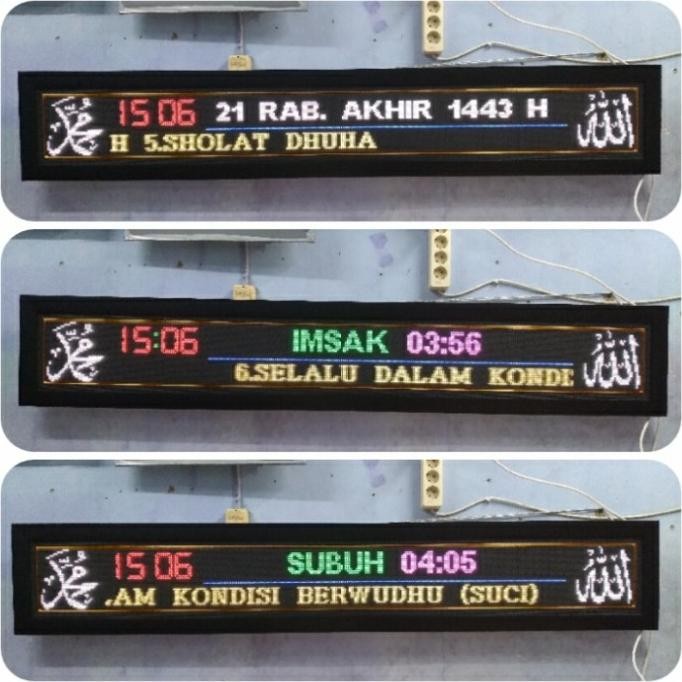 محمد 15 06 21 RAB. AKHIR 1443 H الله
H 5.SHOLAT DHUHA
محمد 15:06 IMSAK 03:56 الله
6.SELALU DALAM KONDI
محمد 15 06 SUBUH 04:05 الله
.AM KONDISI BERWUDHU (SUCI)